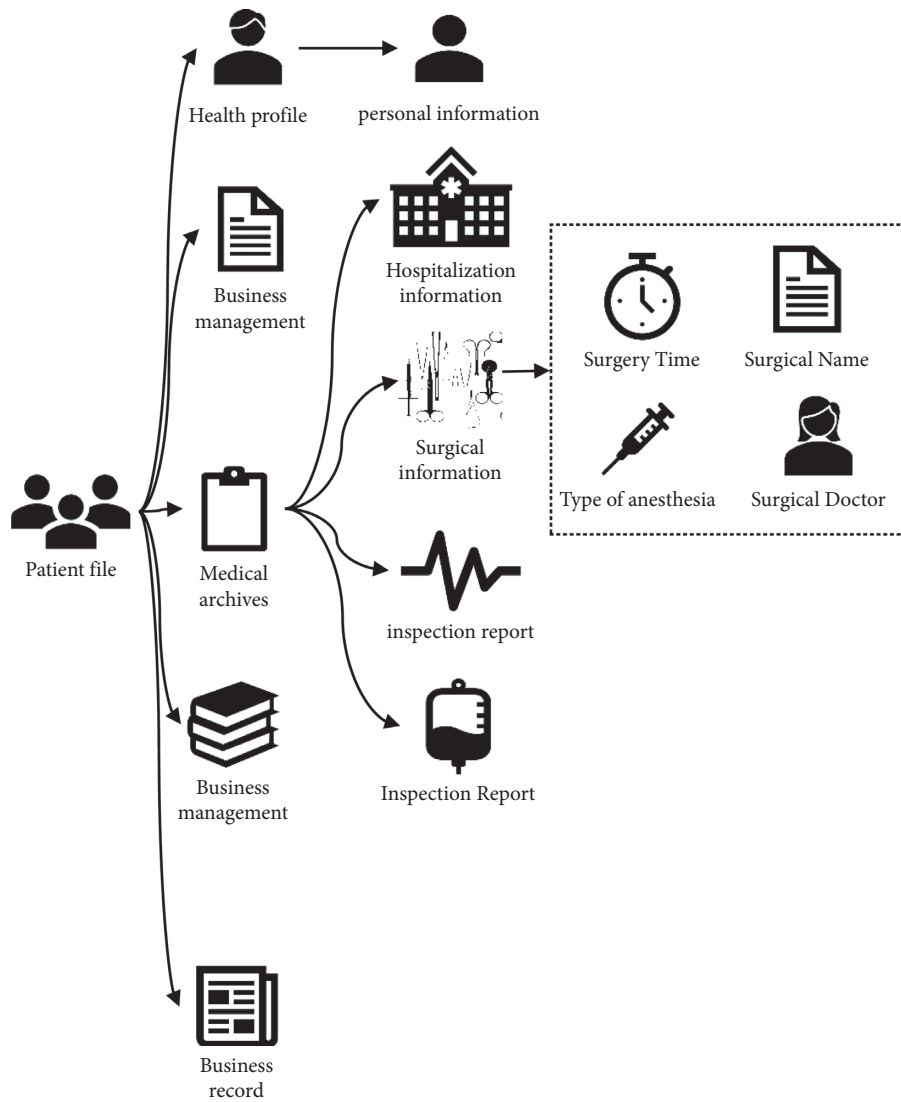 Health profile
personal information
Business
management
Hospitalization
information
Surgery Time
Surgical Name
Surgical
information
Type of anesthesia
Surgical Doctor
Patient file
Medical
archives
inspection report
Business
management
Inspection Report
Business
record